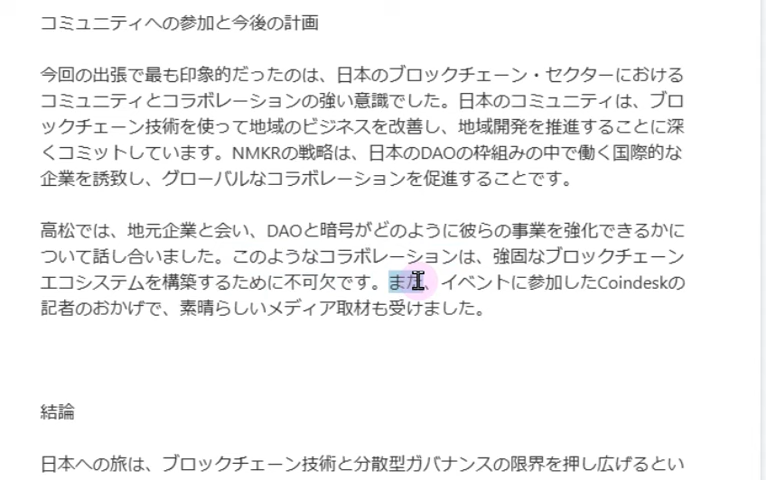 コミュニティへの参加と今後の計画
今回の出張で最も印象的だったのは、日本のブロックチェーン・セクターにおける
コミュニティとコラボレーションの強い意識でした。日本のコミュニティは、ブロ
ックチェーン技術を使って地域のビジネスを改善し、地域開発を推進することに深
くコミットしています。NMKRの戦略は、日本のDAOの枠組みの中で働く国際的な
企業を誘致し、グローバルなコラボレーションを促進することです。
高松では、地元企業と会い、DAOと暗号がどのように彼らの事業を強化できるかに
ついて話し合いました。このようなコラボレーションは、強固なブロックチェーン
エコシステムを構築するために不可欠です。また、イベントに参加したCoindeskの
記者のおかげで、素晴らしいメディア取材も受けました。
結論
日本への旅は、ブロックチェーン技術と分散型ガバナンスの限界を押し広げるとい